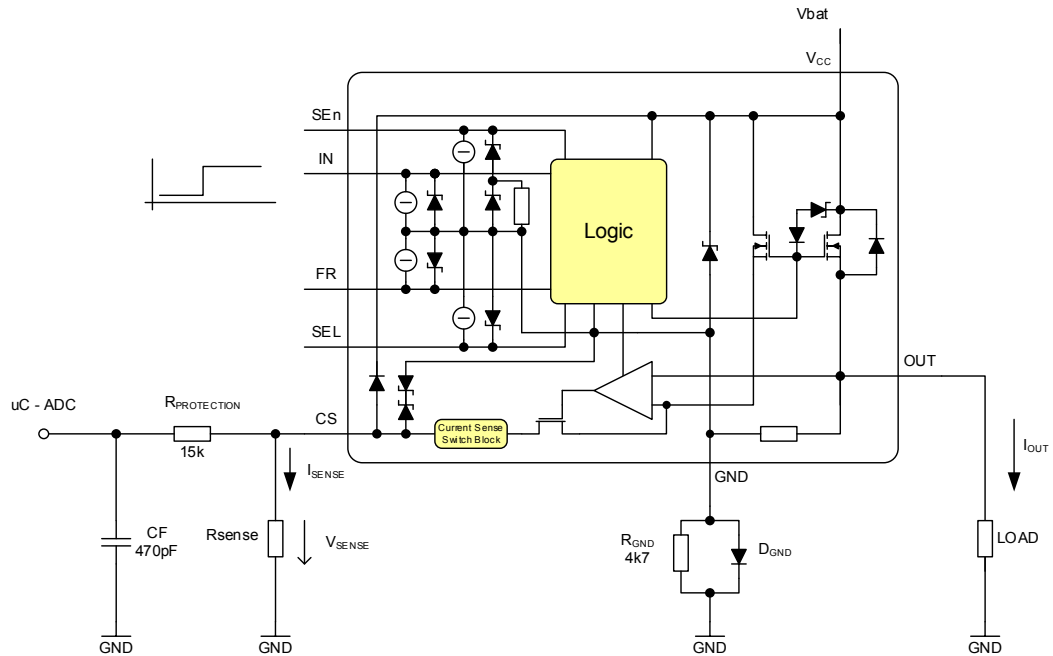 Vbat
VCC
SEn
IN
Logic
FR
SEL
OUT
uC - ADC
RPROTECTION
CS
15k
Current Sense
Switch Block
ISENSE
GND
IOUT
CF
470pF
Rsense
VSENSE
RGND
4k7
DGND
LOAD
GND
GND
GND
GND